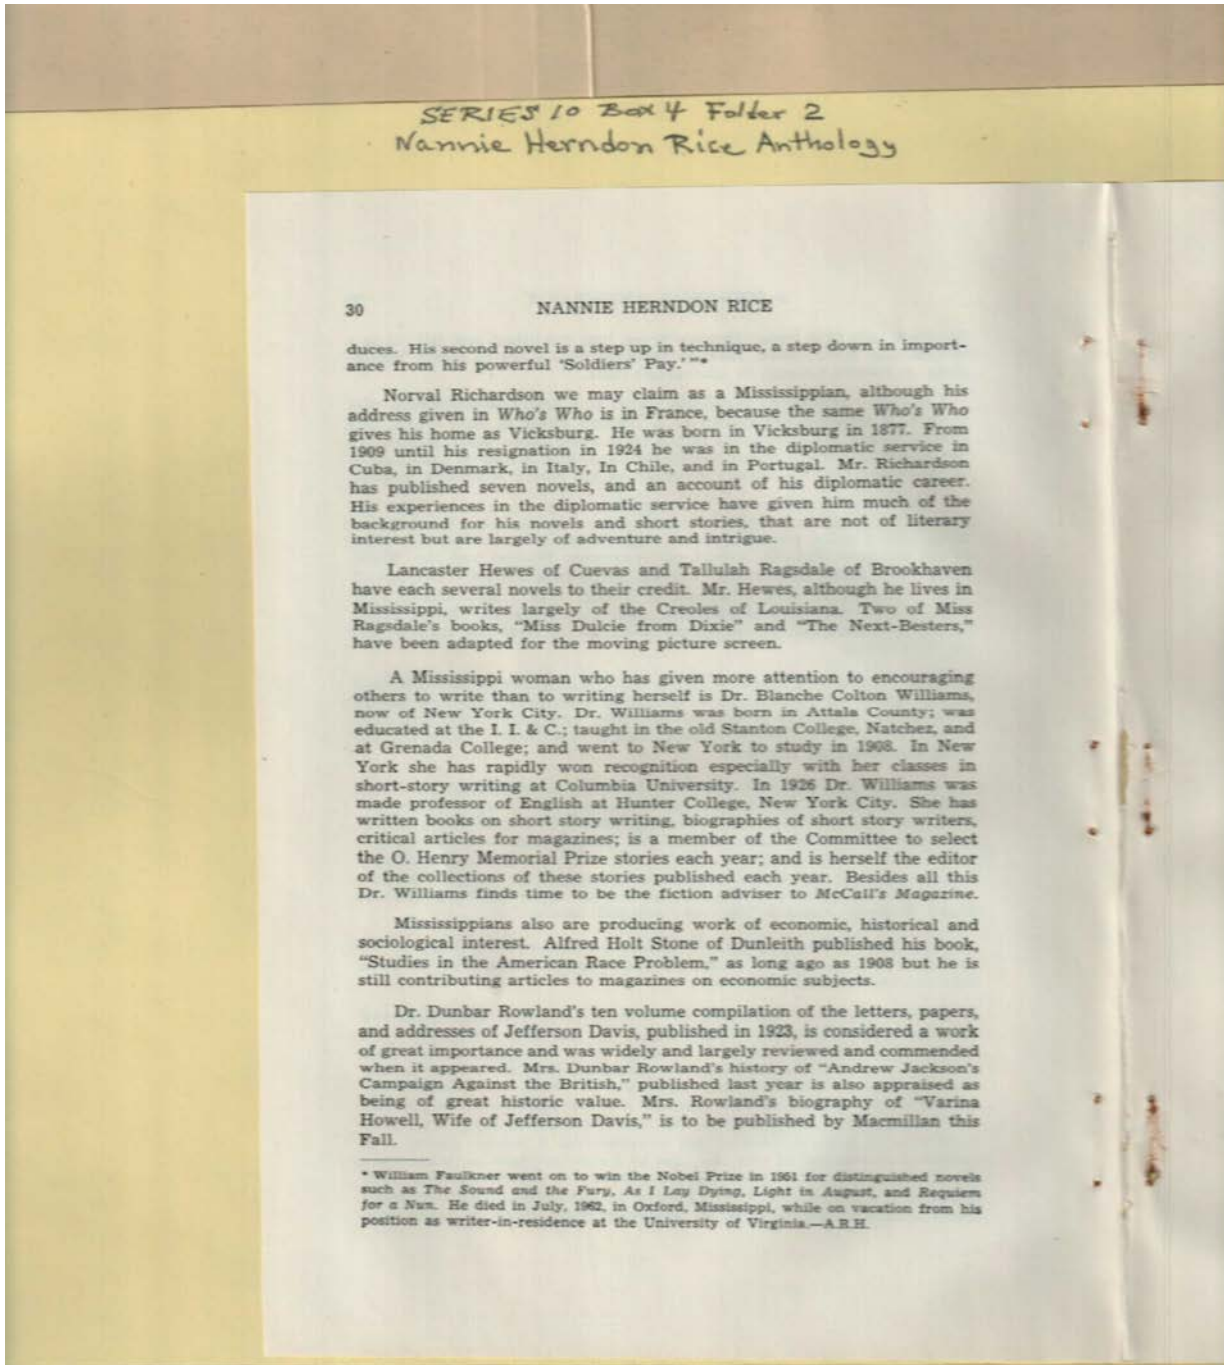 SERIES 10 Box 4 Folder 2
Nannie Herndon Rice Anthology
30 NANNIE HERNDON RICE
duces. His second novel is a step up in technique, a step down in import-
ance from his powerful 'Soldiers' Pay.'"*
Norval Richardson we may claim as a Mississippian, although his
address given in Who's Who is in France, because the same Who's Who
gives his home as Vicksburg. He was born in Vicksburg in 1877. From
1909 until his resignation in 1924 he was in the diplomatic service in
Cuba, in Denmark, in Italy, In Chile, and in Portugal. Mr. Richardson
has published seven novels, and an account of his diplomatic career.
His experiences in the diplomatic service have given him much of the
background for his novels and short stories, that are not of literary
interest but are largely of adventure and intrigue.
Lancaster Hewes of Cuevas and Tallulah Ragsdale of Brookhaven
have each several novels to their credit. Mr. Hewes, although he lives in
Mississippi, writes largely of the Creoles of Louisiana. Two of Miss
Ragsdale's books, "Miss Dulcie from Dixie" and "The Next-Besters,"
have been adapted for the moving picture screen.
A Mississippi woman who has given more attention to encouraging
others to write than to writing herself is Dr. Blanche Colton Williams,
now of New York City. Dr. Williams was born in Attala County; was
educated at the I. I. & C.; taught in the old Stanton College, Natchez, and
at Grenada College; and went to New York to study in 1908. In New
York she has rapidly won recognition especially with her classes in
short-story writing at Columbia University. In 1926 Dr. Williams was
made professor of English at Hunter College, New York City. She has
written books on short story writing, biographies of short story writers,
critical articles for magazines; is a member of the Committee to select
the O. Henry Memorial Prize stories each year; and is herself the editor
of the collections of these stories published each year. Besides all this
Dr. Williams finds time to be the fiction adviser to McCall's Magazine.
Mississippians also are producing work of economic, historical and
sociological interest. Alfred Holt Stone of Dunleith published his book,
"Studies in the American Race Problem," as long ago as 1908 but he is
still contributing articles to magazines on economic subjects.
Dr. Dunbar Rowland's ten volume compilation of the letters, papers,
and addresses of Jefferson Davis, published in 1923, is considered a work
of great importance and was widely and largely reviewed and commended
when it appeared. Mrs. Dunbar Rowland's history of "Andrew Jackson's
Campaign Against the British," published last year is also appraised as
being of great historic value. Mrs. Rowland's biography of "Varina
Howell, Wife of Jefferson Davis," is to be published by Macmillan this
Fall.
* William Faulkner went on to win the Nobel Prize in 1951 for distinguished novels
such as The Sound and the Fury, As I Lay Dying, Light in August, and Requiem
for a Nun. He died in July, 1962, in Oxford, Mississippi, while on vacation from his
position as writer-in-residence at the University of Virginia.—A.R.H.